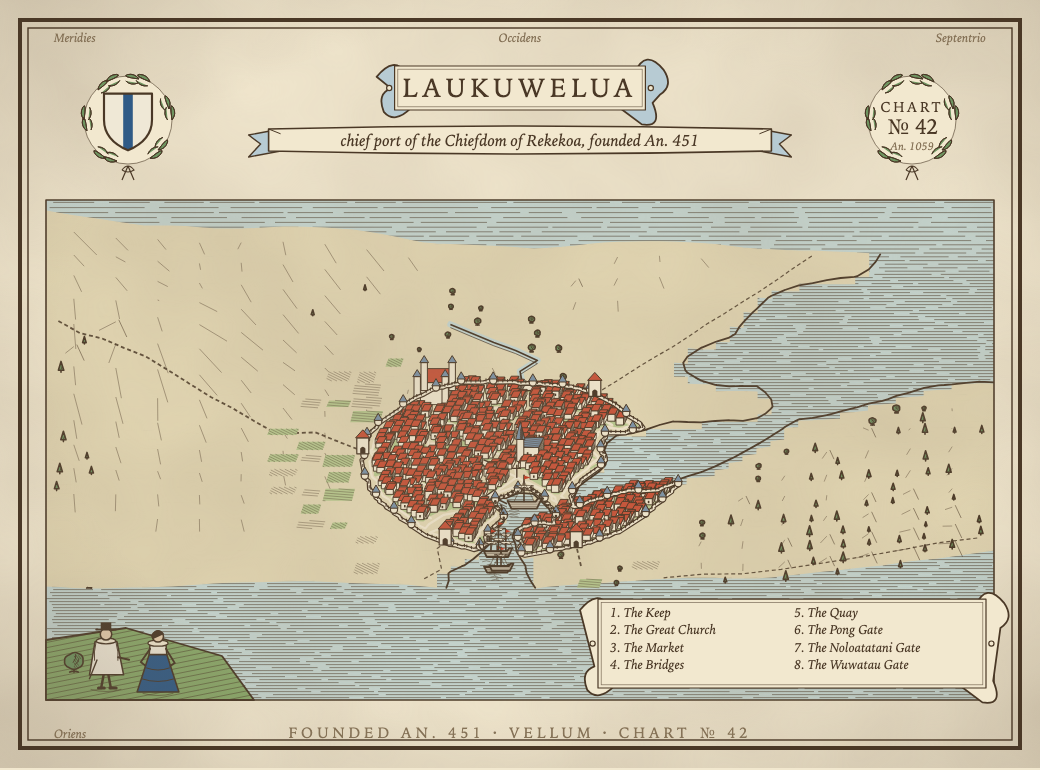 Meridies
Occidens
Septentrio
LAUKUWELUA
chief port of the Chiefdom of Rekekoa, founded An. 451
CHART
№ 42
An. 1059
1. The Keep
2. The Great Church
3. The Market
4. The Bridges
5. The Quay
6. The Pong Gate
7. The Noloatatani Gate
8. The Wuwatau Gate
Oriens
FOUNDED AN. 451 · VELLUM · CHART № 42